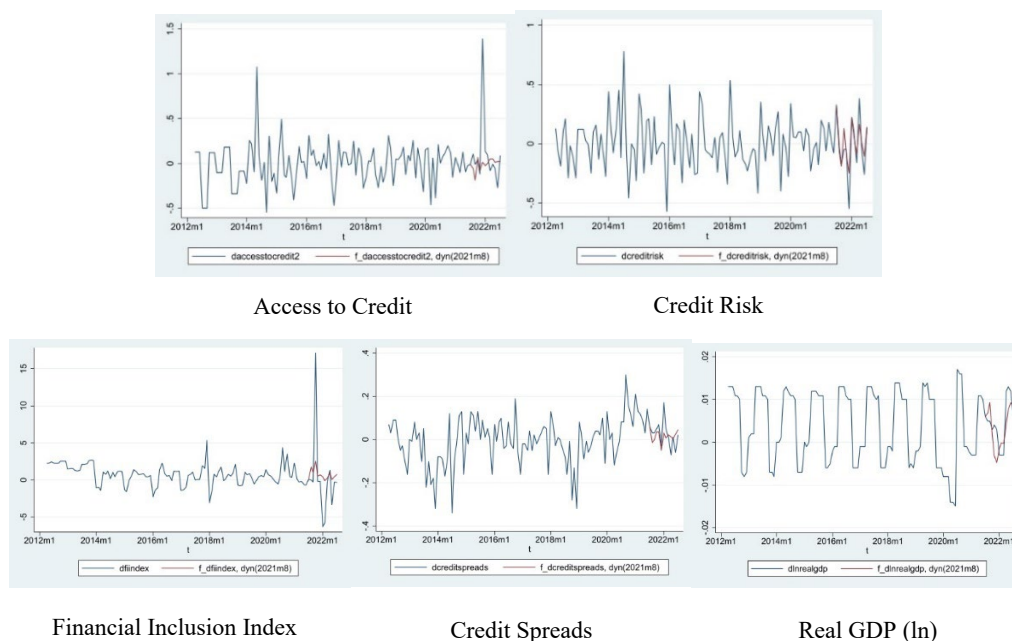 1.5
1
.5
0
-.5
2012m1 2014m1 2016m1 2018m1 2020m1 2022m1
t
daccesstocredit2 f_daccesstocredit2, dyn(2021m8)
Access to Credit
1
.5
0
-.5
2012m1 2014m1 2016m1 2018m1 2020m1 2022m1
t
dcreditrisk f_dcreditrisk, dyn(2021m8)
Credit Risk
15
10
5
0
-5
2012m1 2014m1 2016m1 2018m1 2020m1 2022m1
t
dfiindex f_dfiindex, dyn(2021m8)
Financial Inclusion Index
.4
.2
0
-.2
-.4
2012m1 2014m1 2016m1 2018m1 2020m1 2022m1
t
dcreditspreads f_dcreditspreads, dyn(2021m8)
Credit Spreads
.02
.01
0
-.01
-.02
2012m1 2014m1 2016m1 2018m1 2020m1 2022m1
t
dlnrealgdp f_dlnrealgdp, dyn(2021m8)
Real GDP (ln)